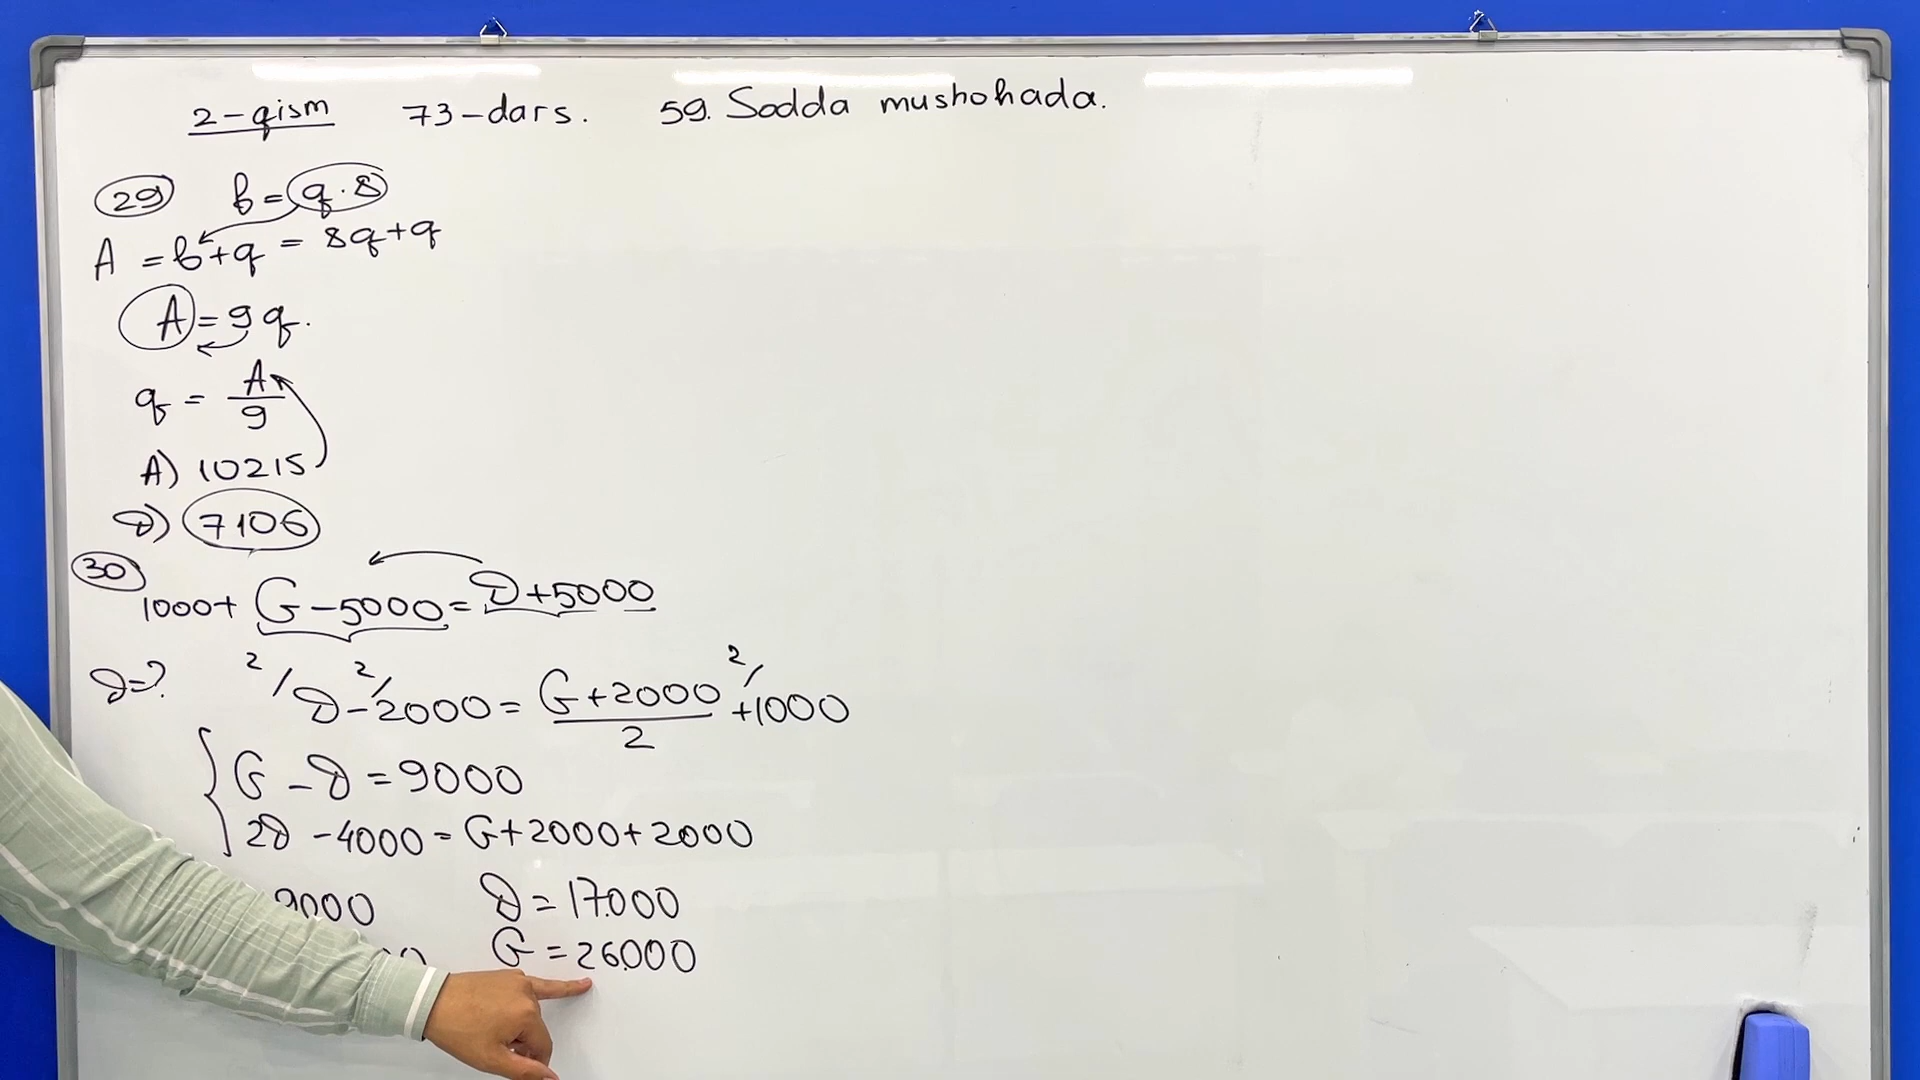 2-qism 73-dars. 59. Sodda mushohada.
29 b = q·8
A = b+q = 8q+q
A = 9q.
q = A/9
A) 10215
D) 7106
30
1000+ G-5000 = D+5000
D=? 2/ D - 2/ 2000 = G+2000/2 2/ +1000
G - D = 9000
2D - 4000 = G+2000+2000
9000 D = 17.000
G = 26.000